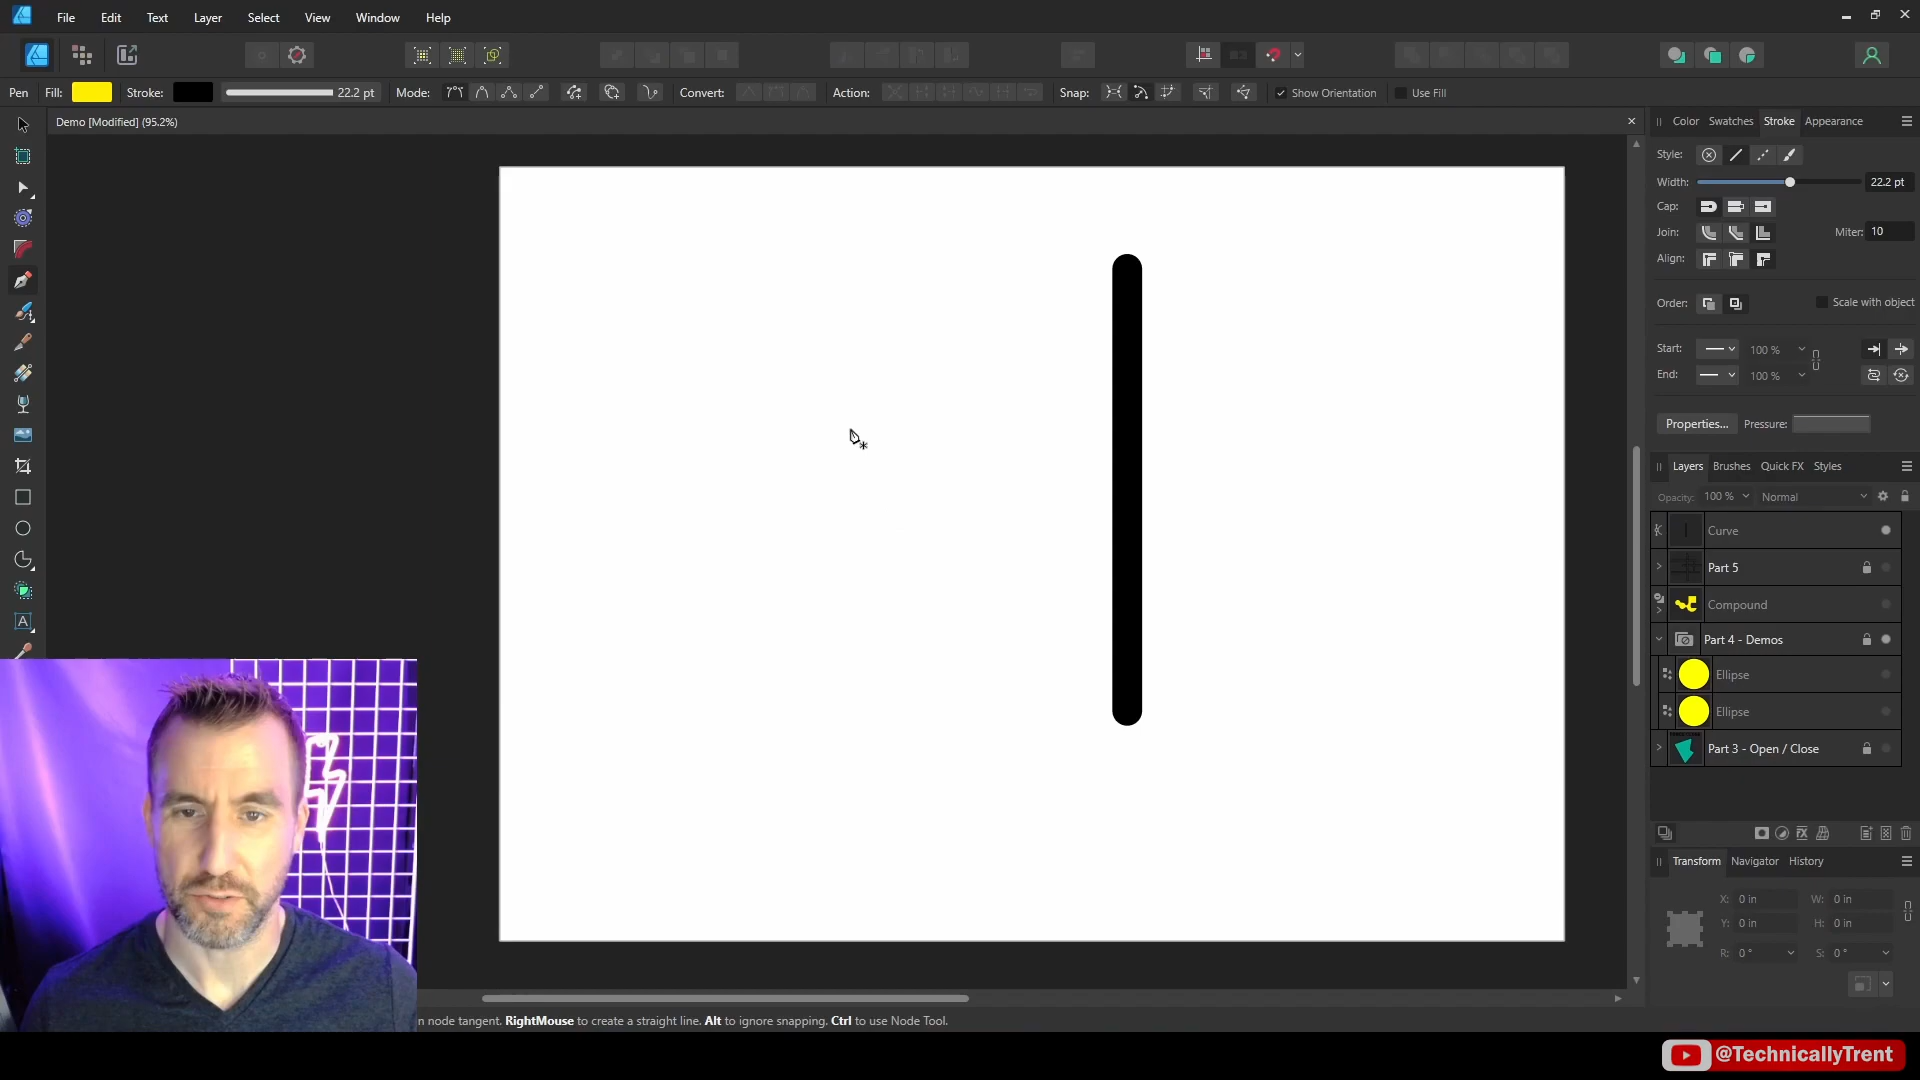 File Edit Text Layer Select View Window Help
Pen Fill: Stroke: 22.2 pt Mode: Convert: Action: Snap: Show Orientation Use Fill
Demo [Modified] (95.2%)
Color Swatches Stroke Appearance
Style:
Width: 22.2 pt
Cap:
Join: Miter: 10
Align:
Order: Scale with object
Start: 100 %
End: 100 %
Properties... Pressure:
Layers Brushes Quick FX Styles
Opacity: 100 % Normal
Curve
Part 5
Compound
Part 4 - Demos
Ellipse
Ellipse
Part 3 - Open / Close
Transform Navigator History
X: 0 in W: 0 in
Y: 0 in H: 0 in
R: 0 ° S: 0 °
n node tangent. RightMouse to create a straight line. Alt to ignore snapping. Ctrl to use Node Tool.
@TechnicallyTrent